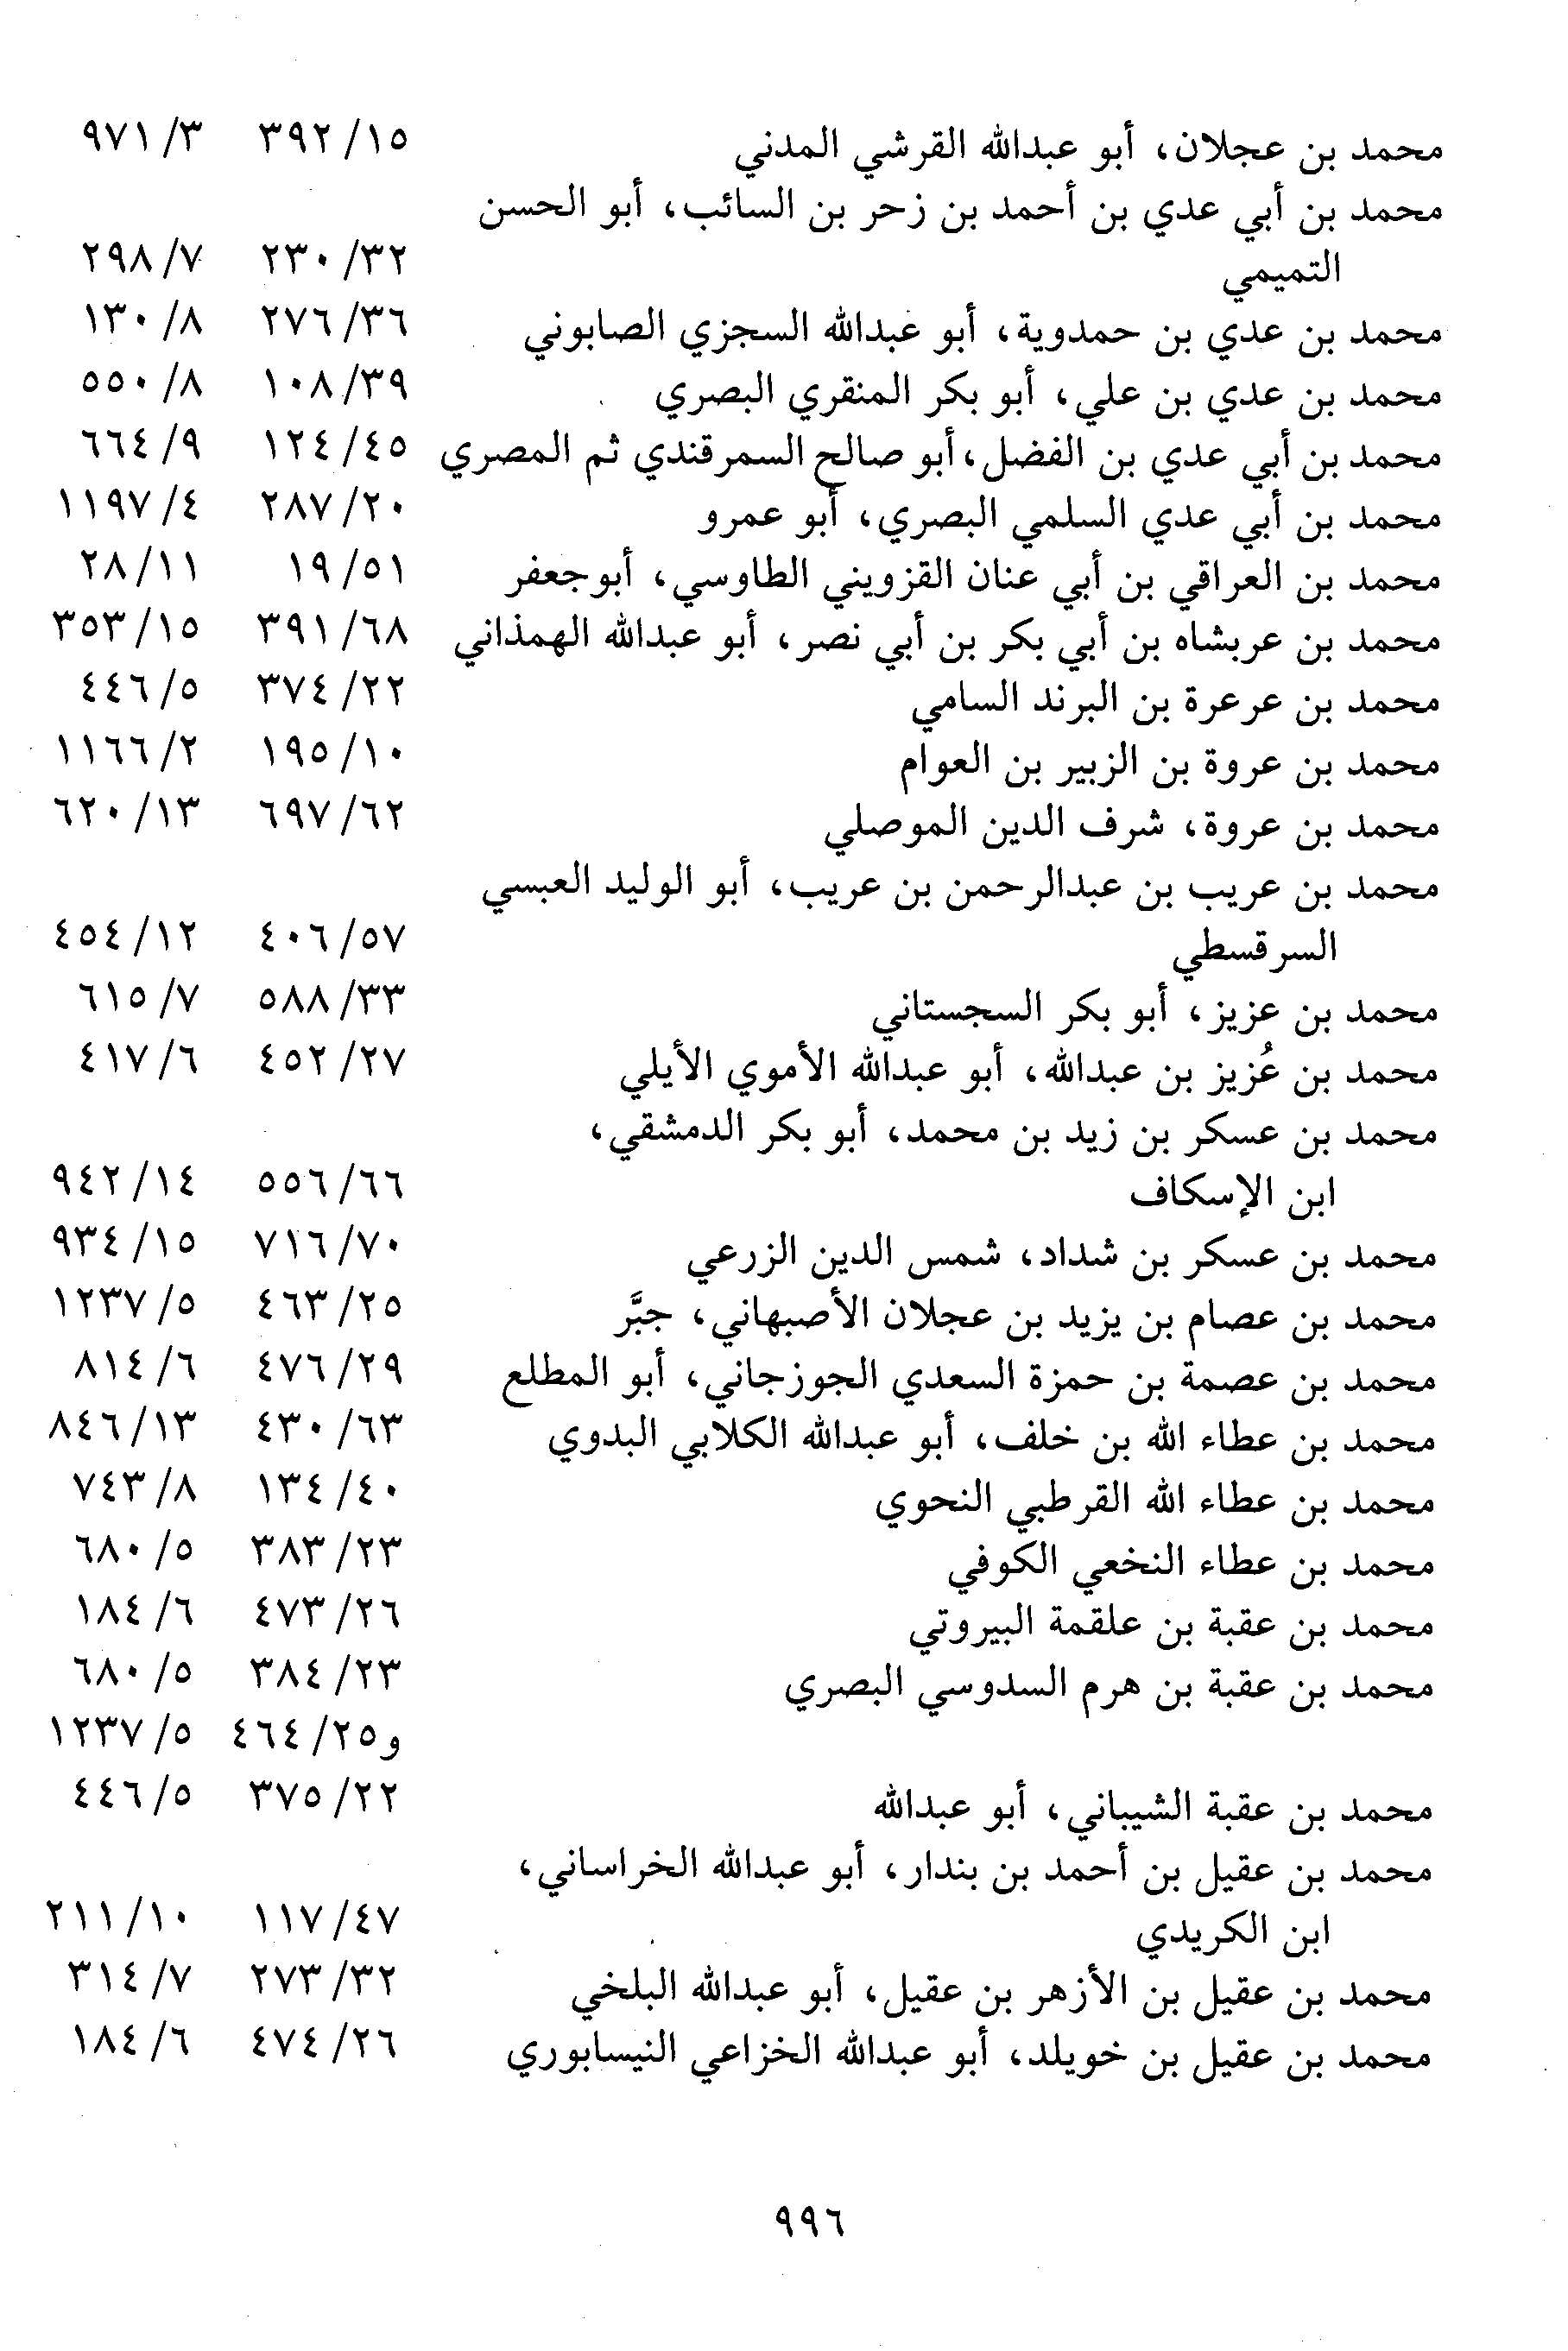 محمد بن عجلان، أبو عبدالله القرشي المدني ١٥/ ٣٩٢ ٣/ ٩٧١
محمد بن أبي عدي بن أحمد بن زحر بن السائب، أبو الحسن
التميمي ٣٢/ ٢٣٠ ٧/ ٢٩٨
محمد بن عدي بن حمدوية، أبو عبدالله السجزي الصابوني ٣٦/ ٢٧٦ ٨/ ١٣٠
محمد بن عدي بن علي، أبو بكر المنقري البصري ٣٩/ ١٠٨ ٨/ ٥٥٠
محمد بن أبي عدي بن الفضل، أبو صالح السمرقندي ثم المصري ٤٥/ ١٢٤ ٩/ ٦٦٤
محمد بن أبي عدي السلمي البصري، أبو عمرو ٢٠/ ٢٨٧ ٤/ ١١٩٧
محمد بن العراقي بن أبي عنان القزويني الطاوسي، أبوجعفر ٥١/ ١٩ ١١/ ٢٨
محمد بن عربشاه بن أبي بكر بن أبي نصر، أبو عبدالله الهمذاني ٦٨/ ٣٩١ ١٥/ ٣٥٣
محمد بن عرعرة بن البرند السامي ٢٢/ ٣٧٤ ٥/ ٤٤٦
محمد بن عروة بن الزبير بن العوام ١٠/ ١٩٥ ٢/ ١١٦٦
محمد بن عروة، شرف الدين الموصلي ٦٢/ ٦٩٧ ١٣/ ٦٢٠
محمد بن عريب بن عبدالرحمن بن عريب، أبو الوليد العبسي
السرقسطي ٥٧/ ٤٠٦ ١٢/ ٤٥٤
محمد بن عزيز، أبو بكر السجستاني ٣٣/ ٥٨٨ ٧/ ٦١٥
محمد بن عُزيز بن عبدالله، أبو عبدالله الأموي الأيلي ٢٧/ ٤٥٢ ٦/ ٤١٧
محمد بن عسكر بن زيد بن محمد، أبو بكر الدمشقي،
ابن الإسكاف ٦٦/ ٥٥٦ ١٤/ ٩٤٢
محمد بن عسكر بن شداد، شمس الدين الزرعي ٧٠/ ٧١٦ ١٥/ ٩٣٤
محمد بن عصام بن يزيد بن عجلان الأصبهاني، جبَّر ٢٥/ ٤٦٣ ٥/ ١٢٣٧
محمد بن عصمة بن حمزة السعدي الجوزجاني، أبو المطلع ٢٩/ ٤٧٦ ٦/ ٨١٤
محمد بن عطاء الله بن خلف، أبو عبدالله الكلابي البدوي ٦٣/ ٤٣٠ ١٣/ ٨٤٦
محمد بن عطاء الله القرطبي النحوي ٤٠/ ١٣٤ ٨/ ٧٤٣
محمد بن عطاء النخعي الكوفي ٢٣/ ٣٨٣ ٥/ ٦٨٠
محمد بن عقبة بن علقمة البيروتي ٢٦/ ٤٧٣ ٦/ ١٨٤
محمد بن عقبة بن هرم السدوسي البصري ٢٣/ ٣٨٤ ٥/ ٦٨٠
و٢٥/ ٤٦٤ ٥/ ١٢٣٧
محمد بن عقبة الشيباني، أبو عبدالله ٢٢/ ٣٧٥ ٥/ ٤٤٦
محمد بن عقيل بن أحمد بن بندار، أبو عبدالله الخراساني،
ابن الكريدي ٤٧/ ١١٧ ١٠/ ٢١١
محمد بن عقيل بن الأزهر بن عقيل، أبو عبدالله البلخي ٣٢/ ٢٧٣ ٧/ ٣١٤
محمد بن عقيل بن خويلد، أبو عبدالله الخزاعي النيسابوري ٢٦/ ٤٧٤ ٦/ ١٨٤
٩٩٦